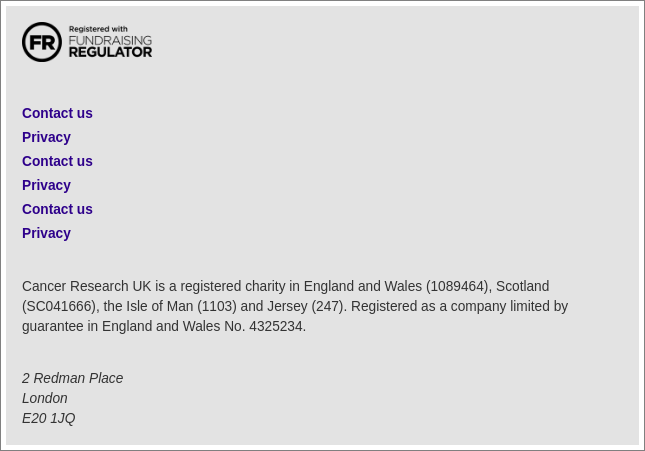 FR
Registered with
FUNDRAISING
REGULATOR
Contact us
Privacy
Contact us
Privacy
Contact us
Privacy
Cancer Research UK is a registered charity in England and Wales (1089464), Scotland
(SC041666), the Isle of Man (1103) and Jersey (247). Registered as a company limited by
guarantee in England and Wales No. 4325234.
2 Redman Place
London
E20 1JQ